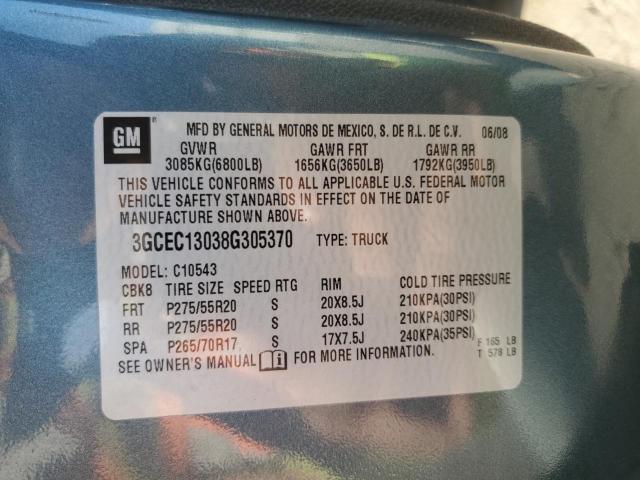 GM
MFD BY GENERAL MOTORS DE MEXICO, S. DE R.L. DE C.V. 06/08
GVWR GAWR FRT GAWR RR
3085KG(6800LB) 1656KG(3650LB) 1792KG(3950LB)
THIS VEHICLE CONFORMS TO ALL APPLICABLE U.S. FEDERAL MOTOR
VEHICLE SAFETY STANDARDS IN EFFECT ON THE DATE OF
MANUFACTURE SHOWN ABOVE.
3GCEC13038G305370 TYPE: TRUCK
MODEL: C10543
CBK8 TIRE SIZE SPEED RTG RIM COLD TIRE PRESSURE
FRT P275/55R20 S 20X8.5J 210KPA(30PSI)
RR P275/55R20 S 20X8.5J 210KPA(30PSI)
SPA P265/70R17 S 17X7.5J 240KPA(35PSI) F 165 LB
SEE OWNER'S MANUAL FOR MORE INFORMATION. T 578 LB